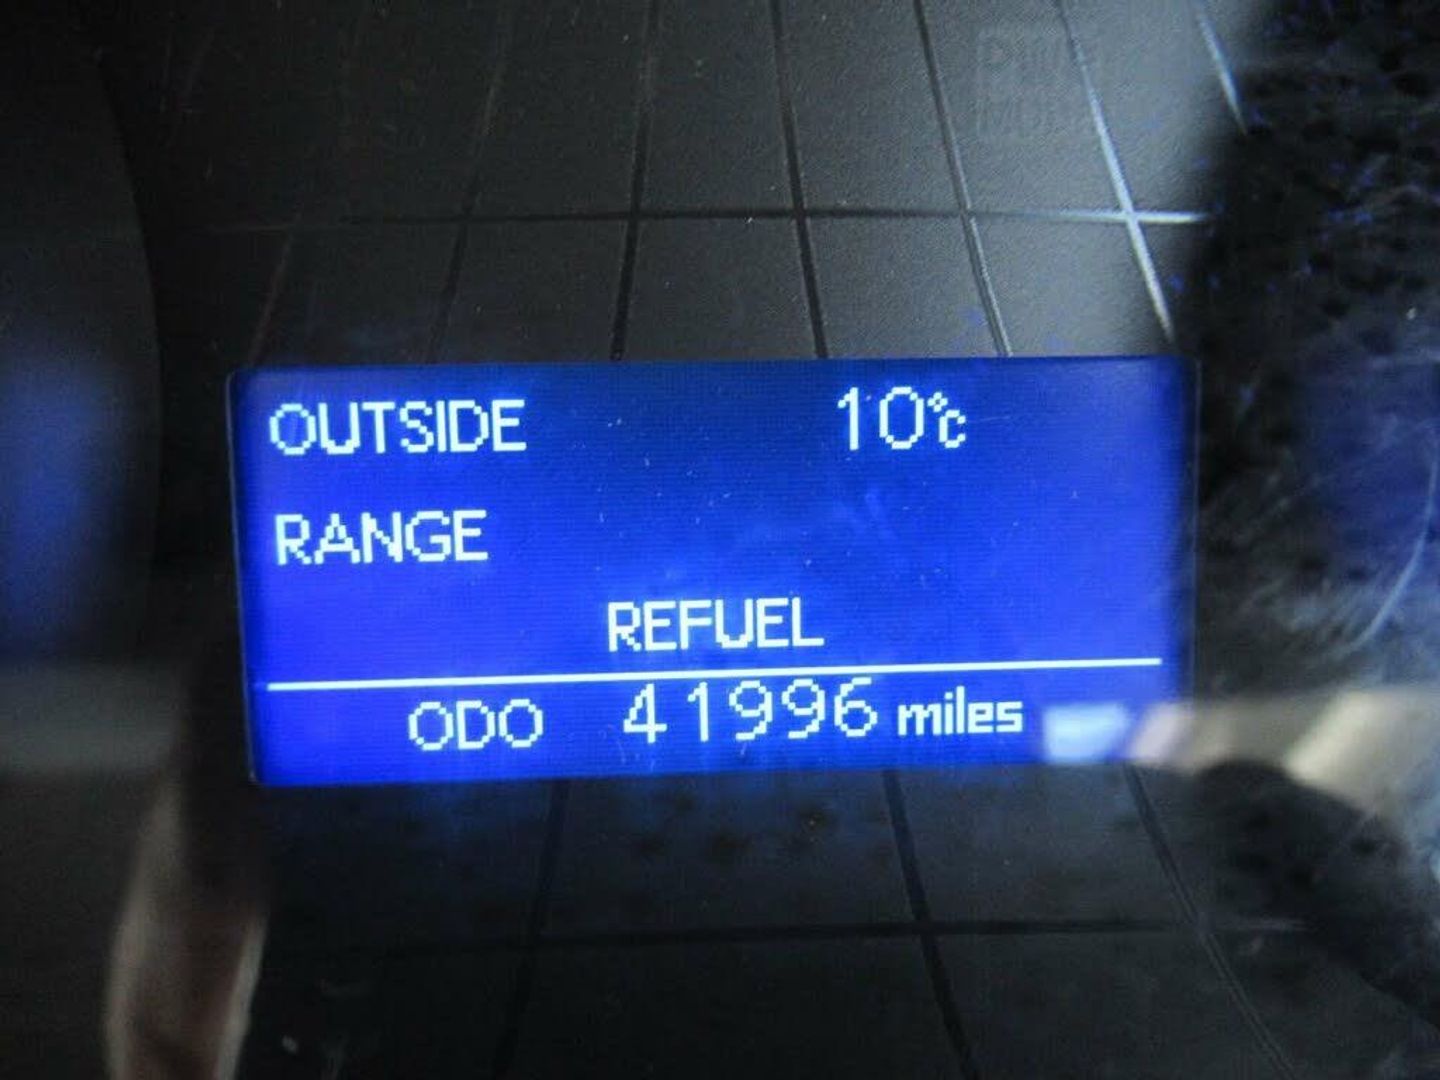 OUTSIDE 10°C
RANGE
REFUEL
ODO 41996 miles